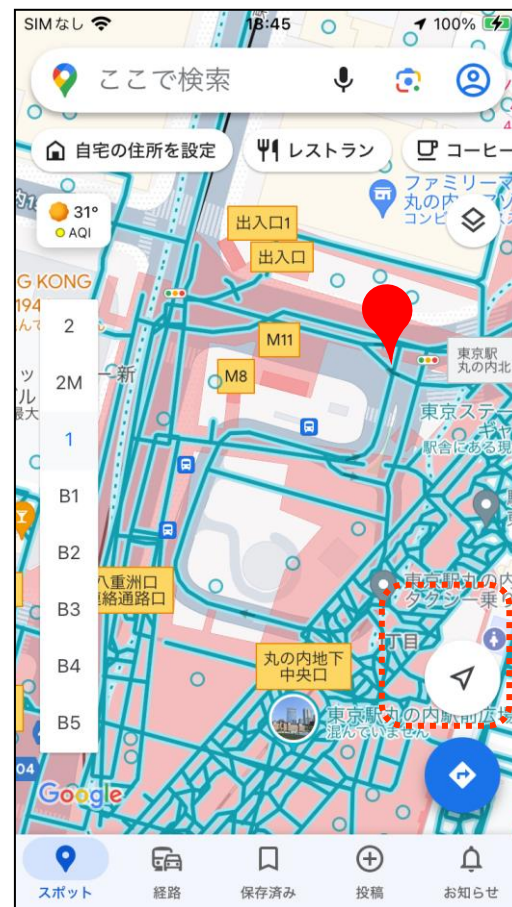 SIMなし
18:45
100%
ここで検索
自宅の住所を設定
レストラン
コーヒー
31°
AQI
ファミリーマ
丸の内
コンビ
出入口1
出入口
G KONG
194
M11
M8
東京駅
丸の内北
新
2
2M
1
B1
B2
B3
B4
B5
東京ステー
ギャ
駅舎にある現
八重洲口
連絡通路口
東京駅丸の内
タクシー乗り
丁目
丸の内地下
中央口
東京駅丸の内駅前広場
混んでいません
04
Google
スポット
経路
保存済み
投稿
お知らせ